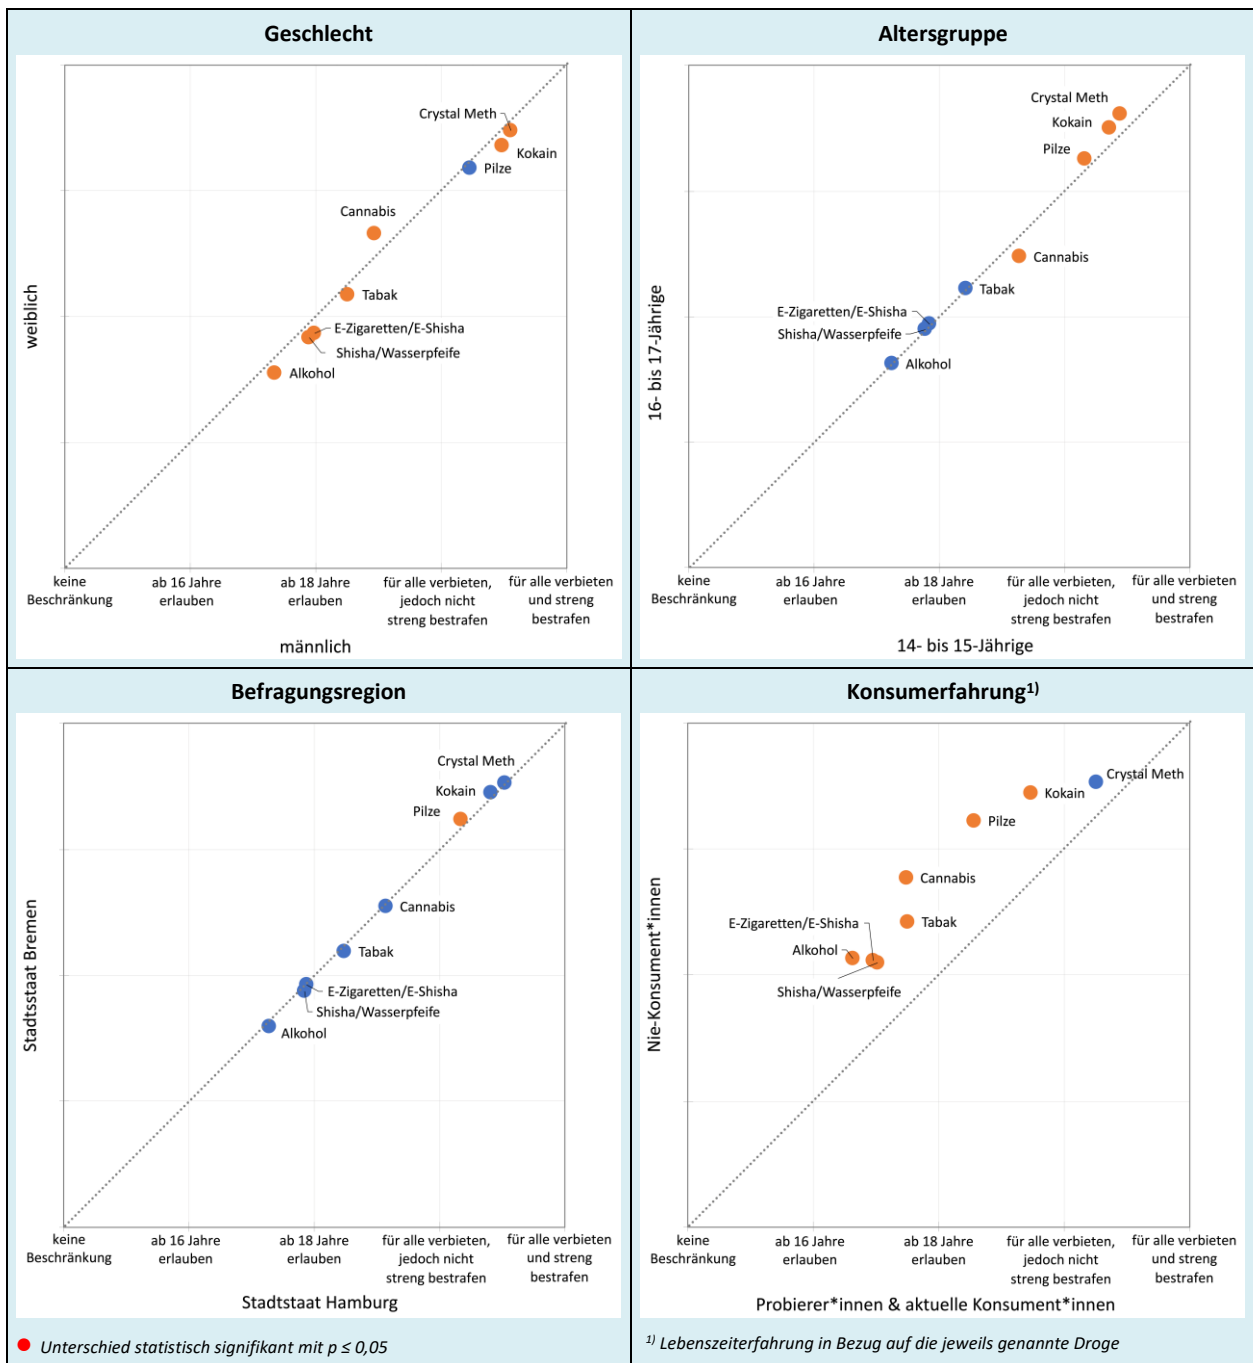 Geschlecht
weiblich
Crystal Meth
Kokain
Pilze
Cannabis
Tabak
E-Zigaretten/E-Shisha
Shisha/Wasserpfeife
Alkohol
keine
Beschränkung
ab 16 Jahre
erlauben
ab 18 Jahre
erlauben
für alle verbieten,
jedoch nicht
streng bestrafen
für alle verbieten
und streng
bestrafen
männlich
Altersgruppe
16- bis 17-Jährige
Crystal Meth
Kokain
Pilze
Cannabis
Tabak
E-Zigaretten/E-Shisha
Shisha/Wasserpfeife
Alkohol
keine
Beschränkung
ab 16 Jahre
erlauben
ab 18 Jahre
erlauben
für alle verbieten,
jedoch nicht
streng bestrafen
für alle verbieten
und streng
bestrafen
14- bis 15-Jährige
Befragungsregion
Stadtsstaat Bremen
Crystal Meth
Kokain
Pilze
Cannabis
Tabak
E-Zigaretten/E-Shisha
Shisha/Wasserpfeife
Alkohol
keine
Beschränkung
ab 16 Jahre
erlauben
ab 18 Jahre
erlauben
für alle verbieten,
jedoch nicht
streng bestrafen
für alle verbieten
und streng
bestrafen
Stadtstaat Hamburg
Unterschied statistisch signifikant mit p ≤ 0,05
Konsumerfahrung1)
Nie-Konsument*innen
Crystal Meth
Kokain
Pilze
Cannabis
Tabak
E-Zigaretten/E-Shisha
Alkohol
Shisha/Wasserpfeife
keine
Beschränkung
ab 16 Jahre
erlauben
ab 18 Jahre
erlauben
für alle verbieten,
jedoch nicht
streng bestrafen
für alle verbieten
und streng
bestrafen
Probierer*innen & aktuelle Konsument*innen
1) Lebenszeiterfahrung in Bezug auf die jeweils genannte Droge